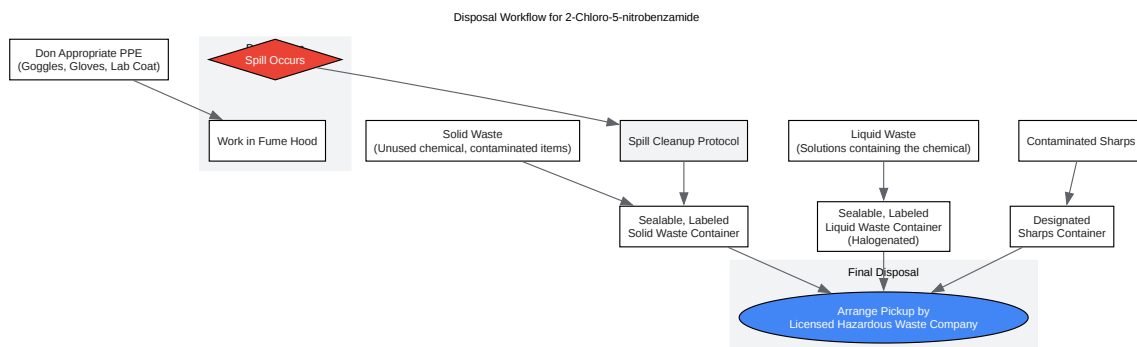 Disposal Workflow for 2-Chloro-5-nitrobenzamide
Don Appropriate PPE
(Goggles, Gloves, Lab Coat)
Spill Occurs
Work in Fume Hood
Solid Waste
(Unused chemical, contaminated items)
Spill Cleanup Protocol
Liquid Waste
(Solutions containing the chemical)
Contaminated Sharps
Sealable, Labeled
Solid Waste Container
Sealable, Labeled
Liquid Waste Container
(Halogenated)
Designated
Sharps Container
Final Disposal
Arrange Pickup by
Licensed Hazardous Waste Company